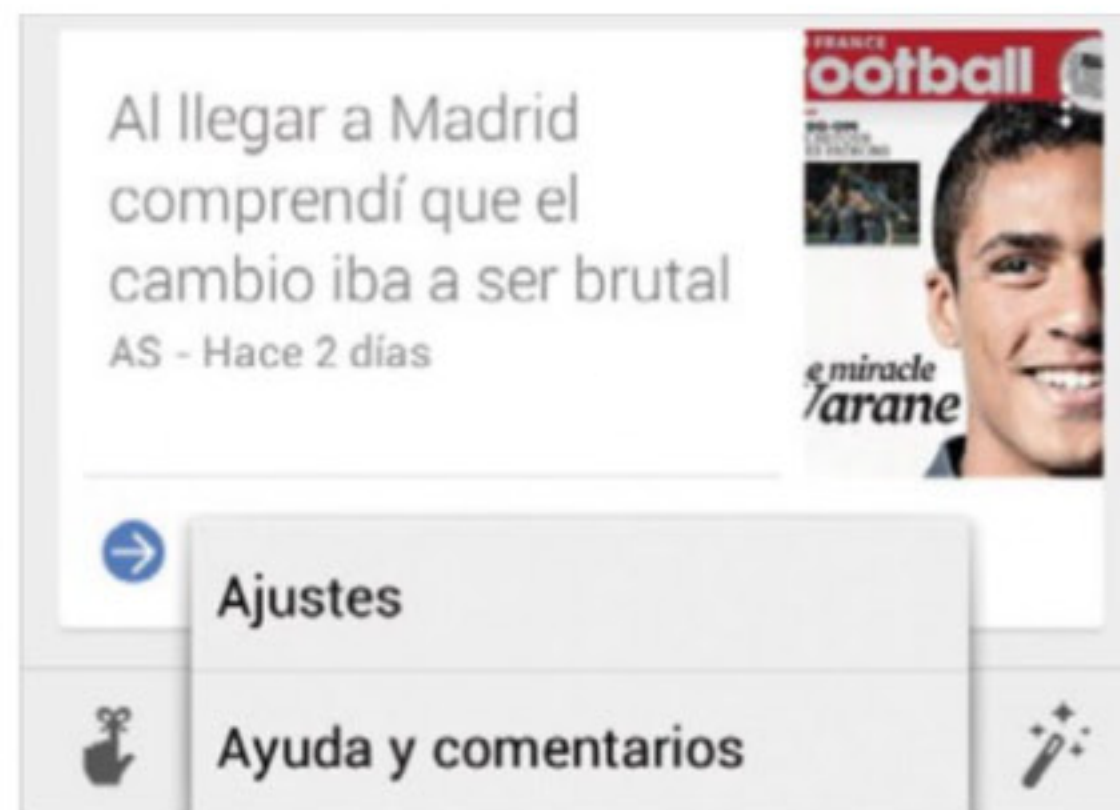 Al llegar a Madrid
comprendí que el
cambio iba a ser brutal
AS - Hace 2 días
FRANCE
ootball
e miracle
arane
Ajustes
Ayuda y comentarios